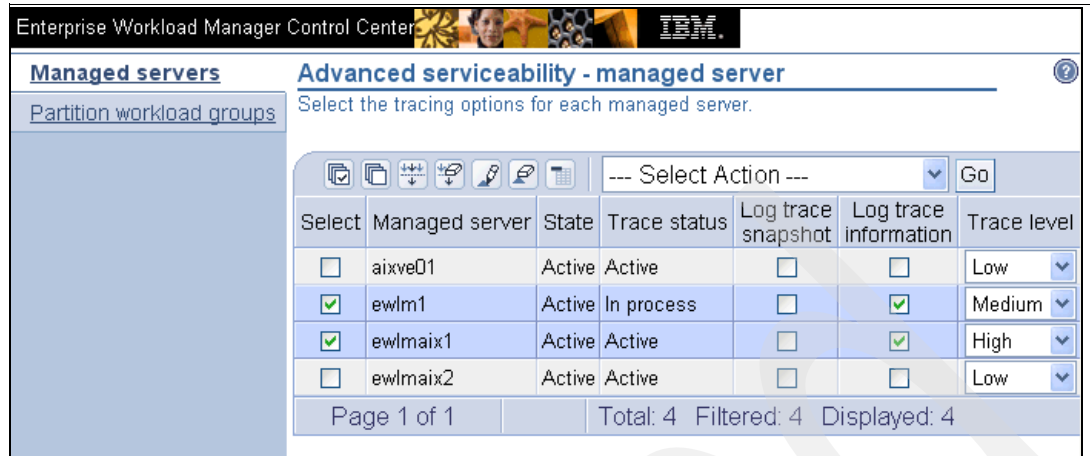 Enterprise Workload Manager Control Center
IBM.
Managed servers
Partition workload groups
Advanced serviceability - managed server
?
Select the tracing options for each managed server.
--- Select Action --- Go
Select Managed server State Trace status Log trace snapshot Log trace information Trace level
aixve01 Active Active Low
ewlm1 Active In process Medium
ewlmaix1 Active Active High
ewlmaix2 Active Active Low
Page 1 of 1 Total: 4 Filtered: 4 Displayed: 4